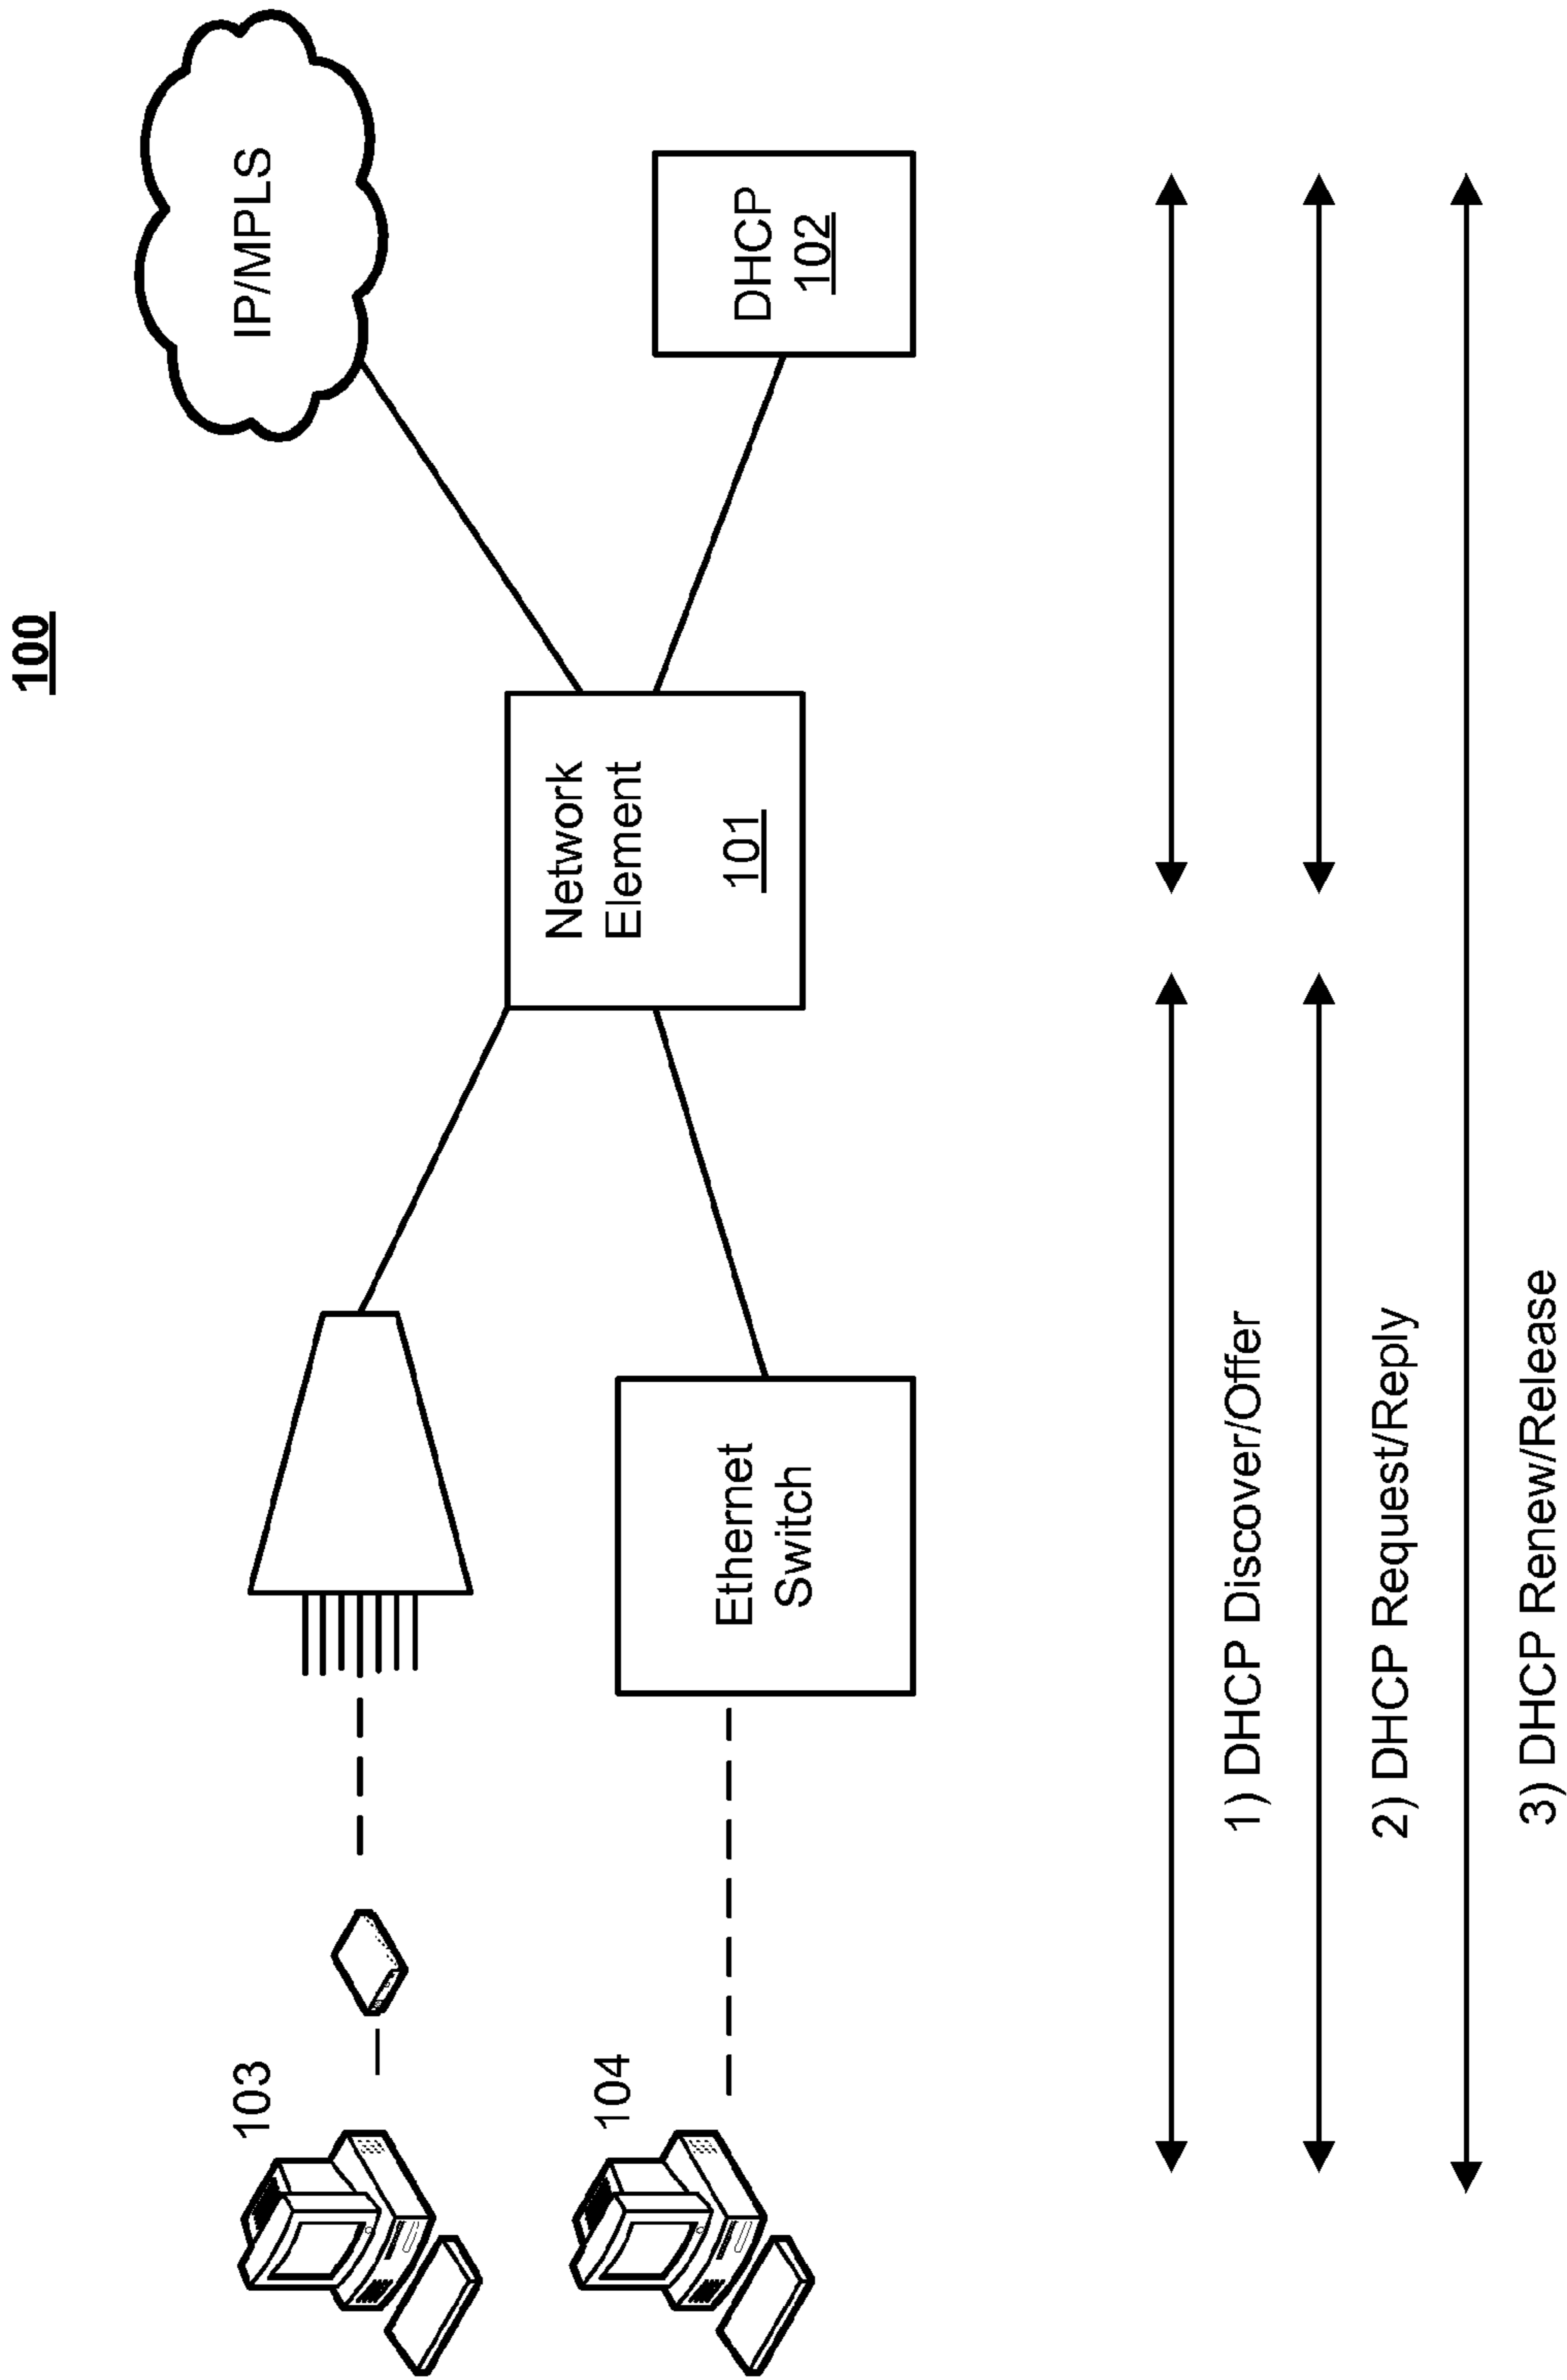 100
IP/MPLS
Network
Element
101
DHCP
102
103
Ethernet
Switch
104
1) DHCP Discover/Offer
2) DHCP Request/Reply
3) DHCP Renew/Release